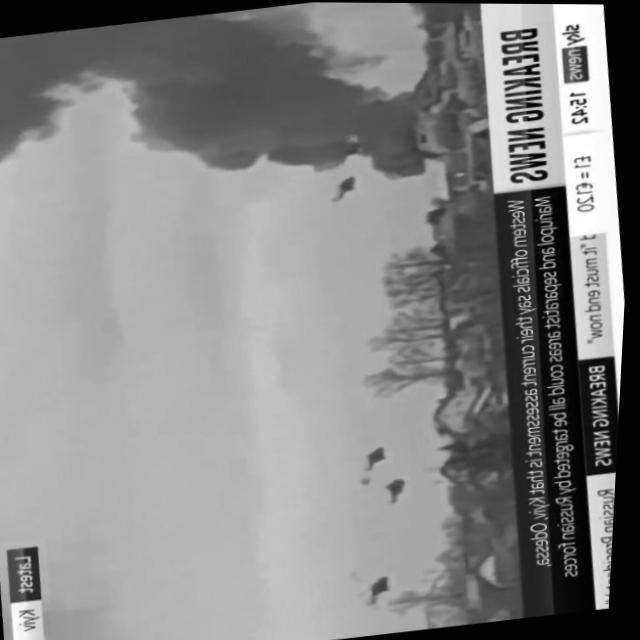 Latest
BREAKING NEWS
Western officials say their current assessment is that Kyiv, Odessa,
Mariupol and separatist areas could all be targeted by Russian forces
sky news 15:42 £1 = €1.20 It must end now" BREAKING NEWS Russian